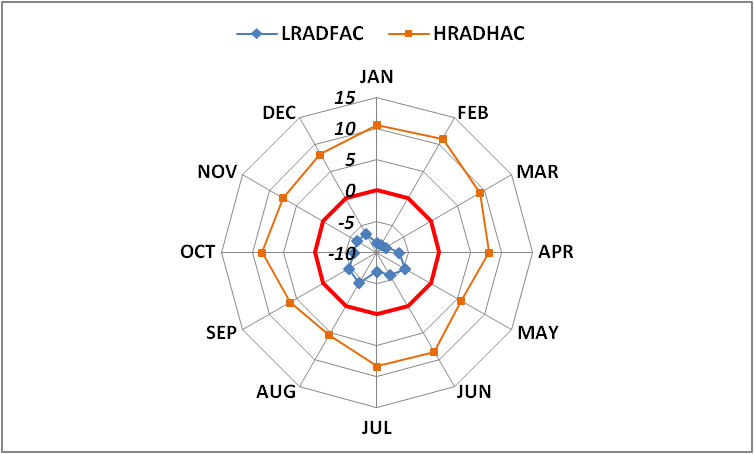 LRADFAC HRADHAC
JAN
15
DEC FEB
10
5
NOV MAR
0
-5
OCT -10 APR
SEP MAY
AUG JUN
JUL